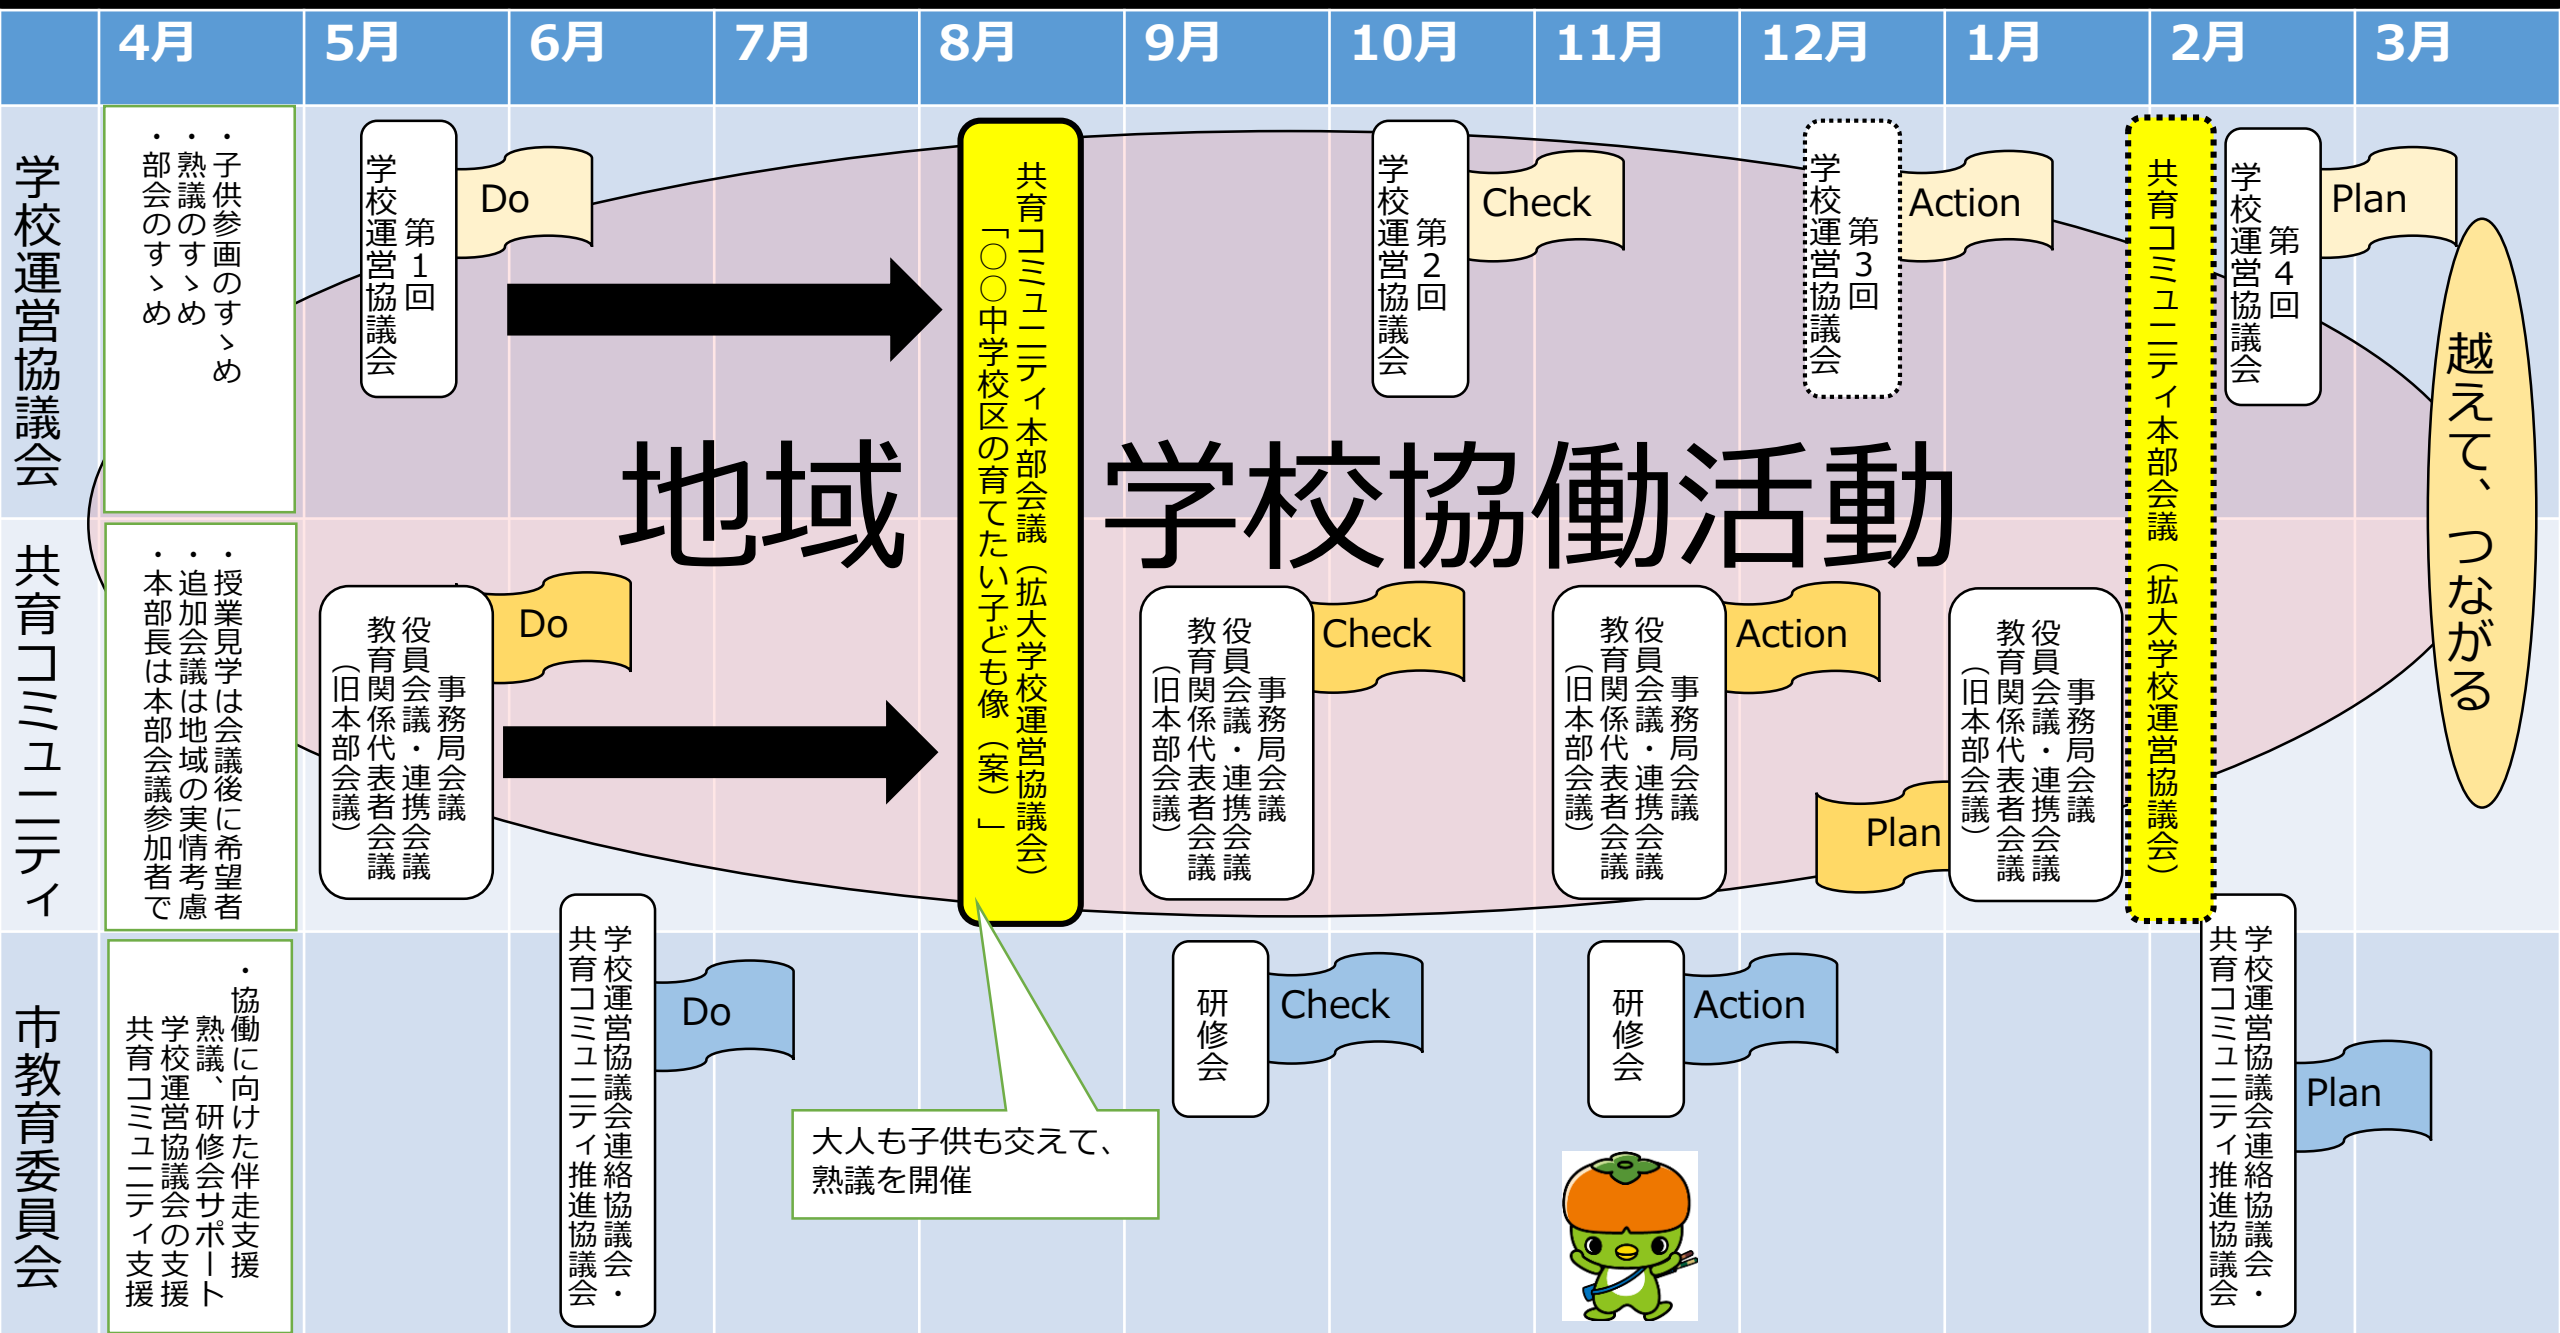 4月
5月
6月
7月
8月
9月
10月
11月
12月
1月
2月
3月
学校運営協議会
・子供参画のすゝめ
・熟議のすゝめ
・部会のすゝめ
第1回
学校運営協議会
Do
共育コミュニティ本部会議（拡大学校運営協議会）
「〇〇中学校区の育てたい子ども像（案）」
第2回
学校運営協議会
Check
第3回
学校運営協議会
Action
共育コミュニティ本部会議（拡大学校運営協議会）
第4回
学校運営協議会
Plan
越えて、つながる
地域
学校協働活動
共育コミュニティ
・授業見学は会議後に希望者
・追加会議は地域の実情考慮
・本部長は本部会議参加者で
事務局会議
役員会議・連携会議
教育関係代表者会議
（旧本部会議）
Do
事務局会議
役員会議・連携会議
教育関係代表者会議
（旧本部会議）
Check
事務局会議
役員会議・連携会議
教育関係代表者会議
（旧本部会議）
Action
Plan
事務局会議
役員会議・連携会議
教育関係代表者会議
（旧本部会議）
市教育委員会
・協働に向けた伴走支援
熟議、研修会サポート
学校運営協議会の支援
共育コミュニティ支援
学校運営協議会連絡協議会・
共育コミュニティ推進協議会
Do
大人も子供も交えて、
熟議を開催
研修会
Check
研修会
Action
学校運営協議会連絡協議会・
共育コミュニティ推進協議会
Plan